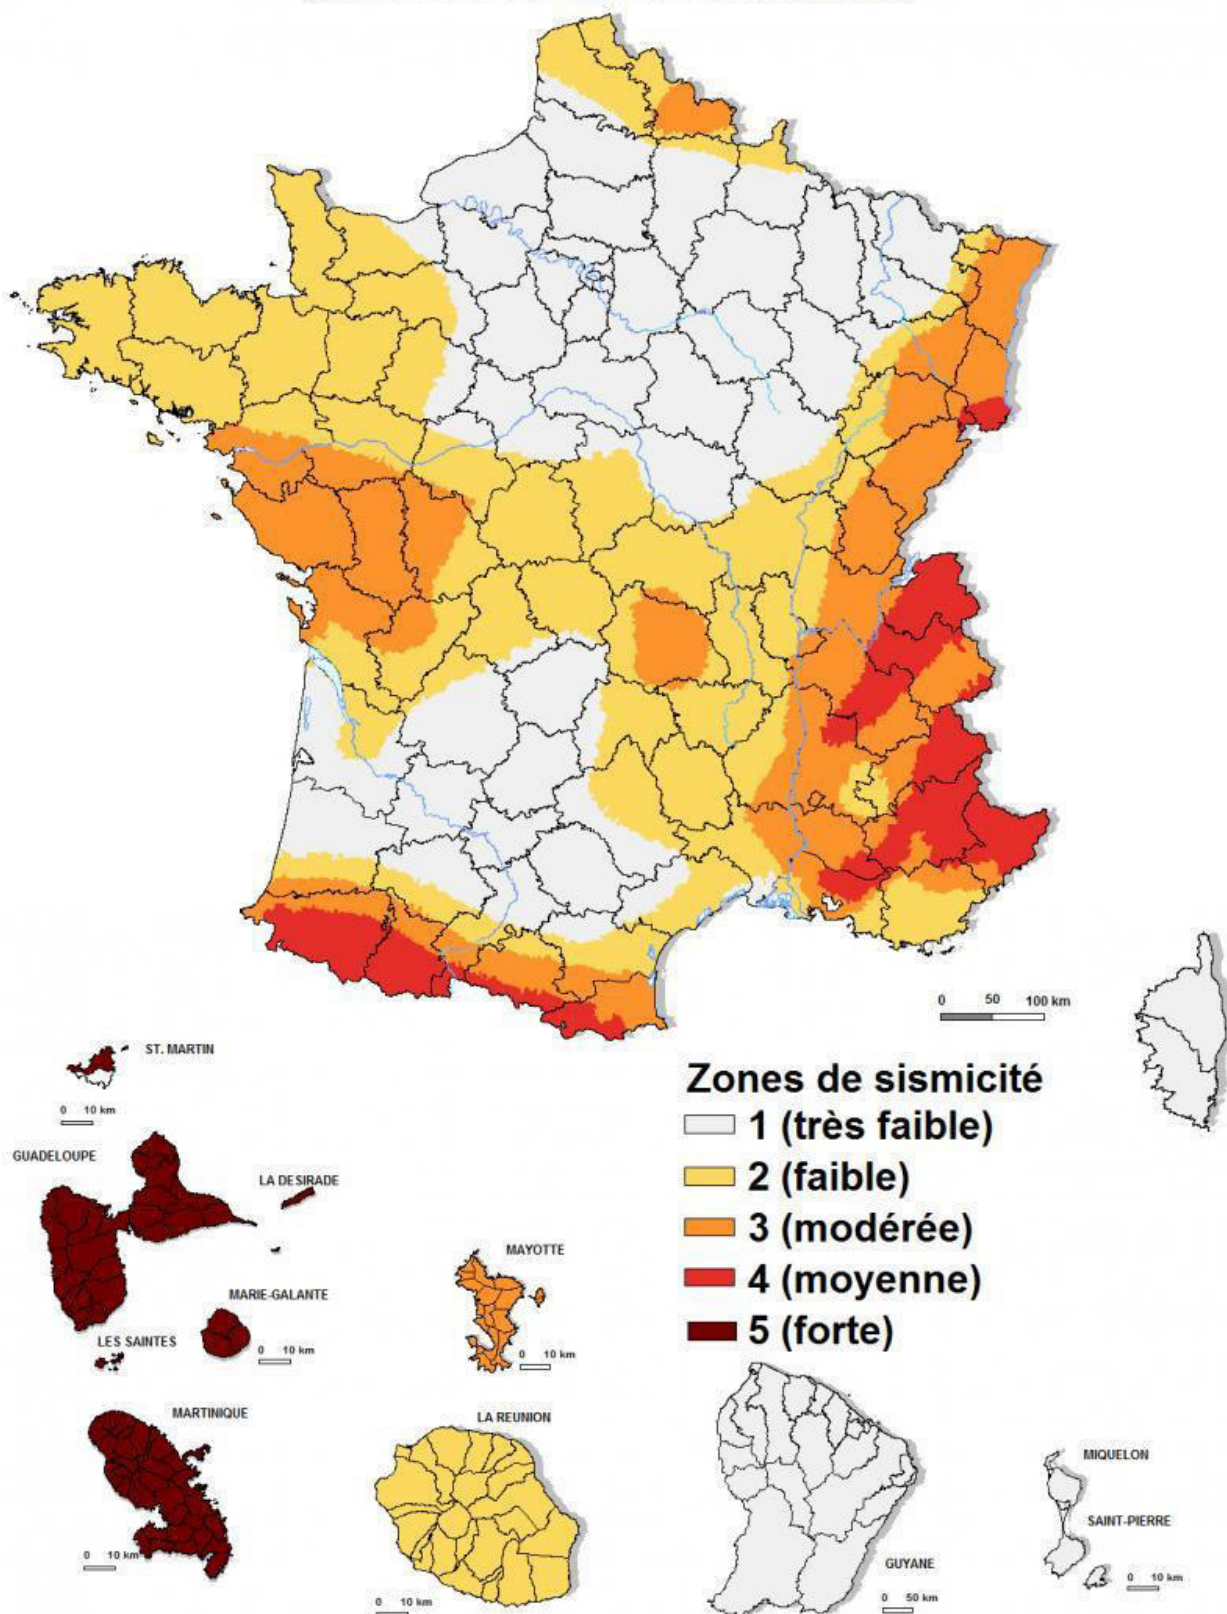 0 50 100 km
ST. MARTIN
0 10 km
Zones de sismicité
1 (très faible)
2 (faible)
3 (modérée)
4 (moyenne)
5 (forte)
GUADELOUPE
LA DESIRADE
MARIE-GALANTE
LES SAINTES
0 10 km
MAYOTTE
0 10 km
MARTINIQUE
0 10 km
LA REUNION
0 10 km
GUYANE
0 50 km
MIQUELON
SAINT-PIERRE
0 10 km